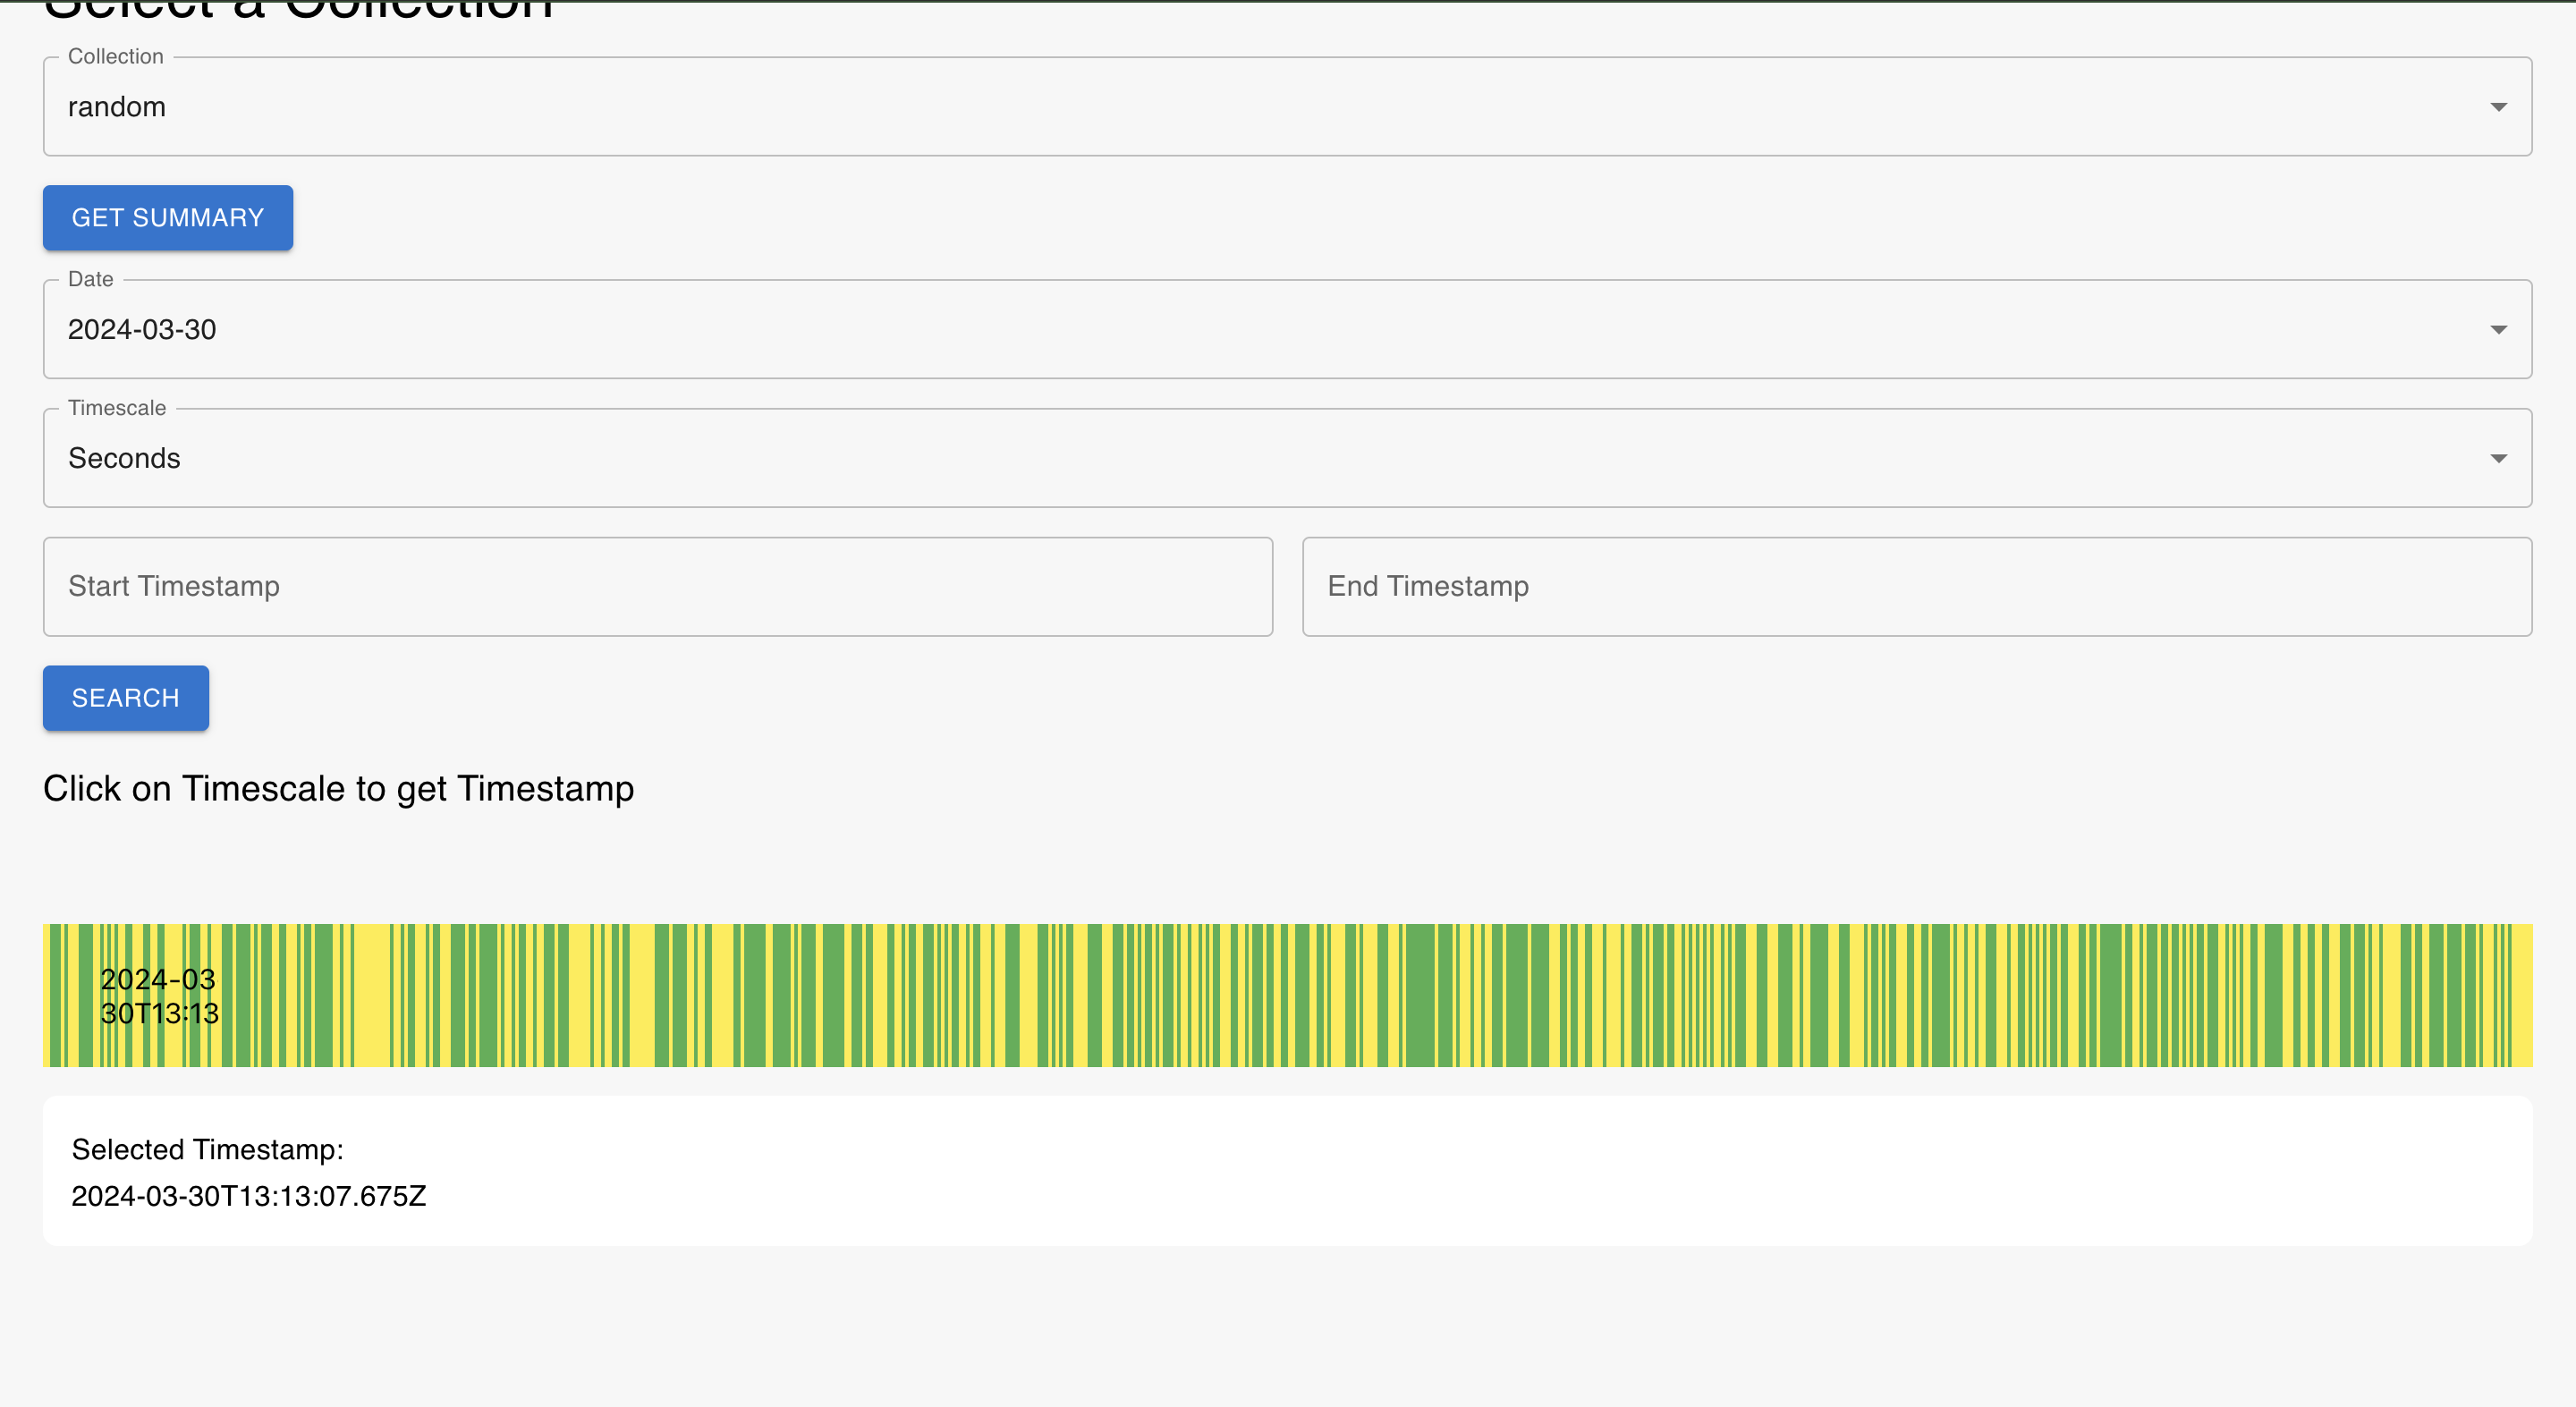 Select a Collection
Collection
random
GET SUMMARY
Date
2024-03-30
Timescale
Seconds
Start Timestamp
End Timestamp
SEARCH
Click on Timescale to get Timestamp
2024-03
30T13:13
Selected Timestamp:
2024-03-30T13:13:07.675Z